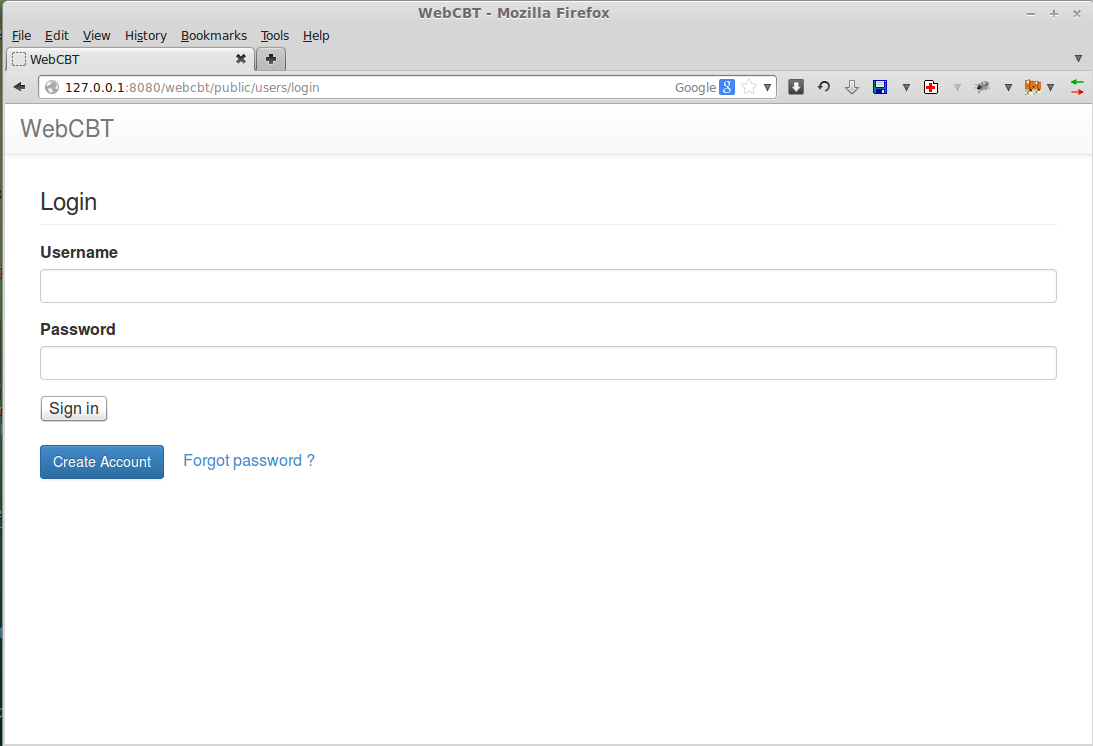 WebCBT - Mozilla Firefox
File Edit View History Bookmarks Tools Help
WebCBT
127.0.0.1:8080/webcbt/public/users/login Google 8
WebCBT
Login
Username
Password
Sign in
Create Account Forgot password ?